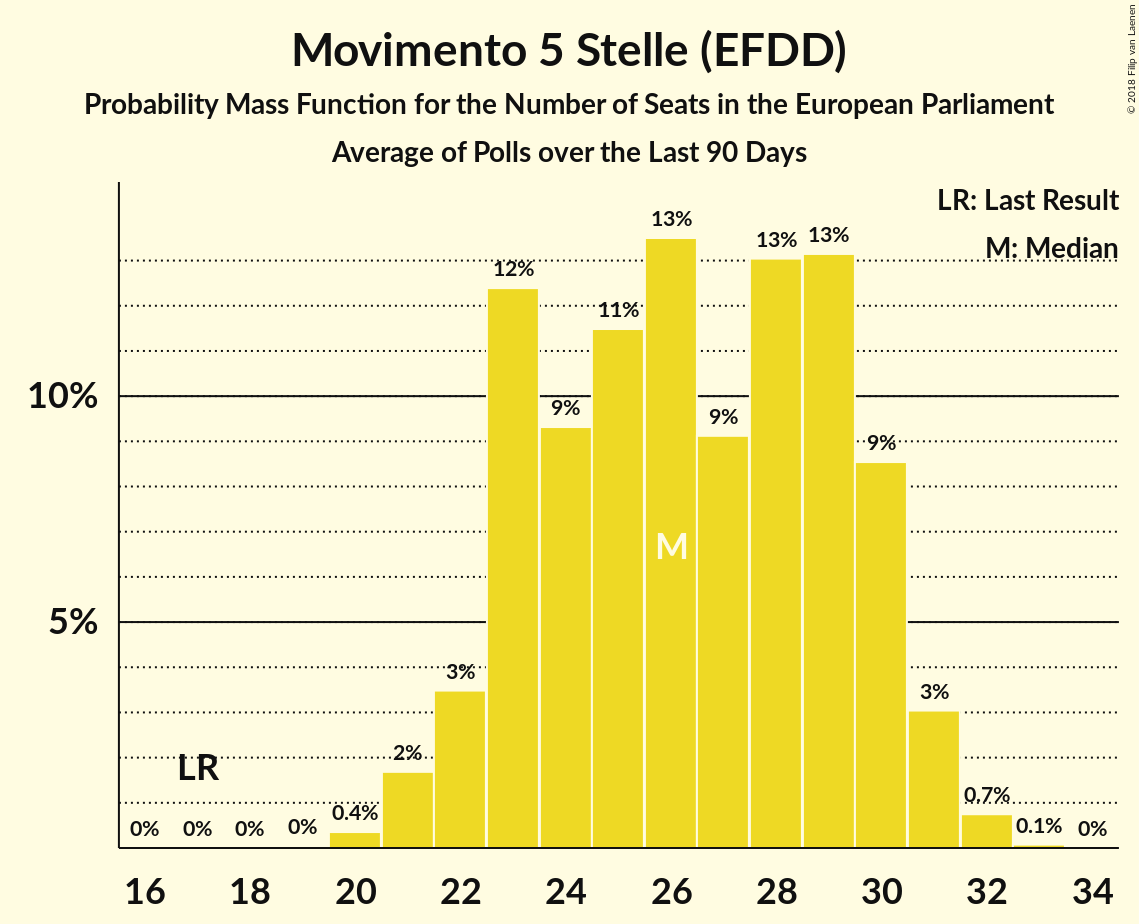 Movimento 5 Stelle (EFDD)
Probability Mass Function for the Number of Seats in the European Parliament
Average of Polls over the Last 90 Days
© 2018 Filip van Laenen
LR: Last Result
M: Median
13%
13%
13%
12%
11%
10%
9%
9%
9%
M
5%
3%
3%
2%
LR
0.7%
0.4%
0%
0%
0%
0%
0.1%
0%
16 18 20 22 24 26 28 30 32 34